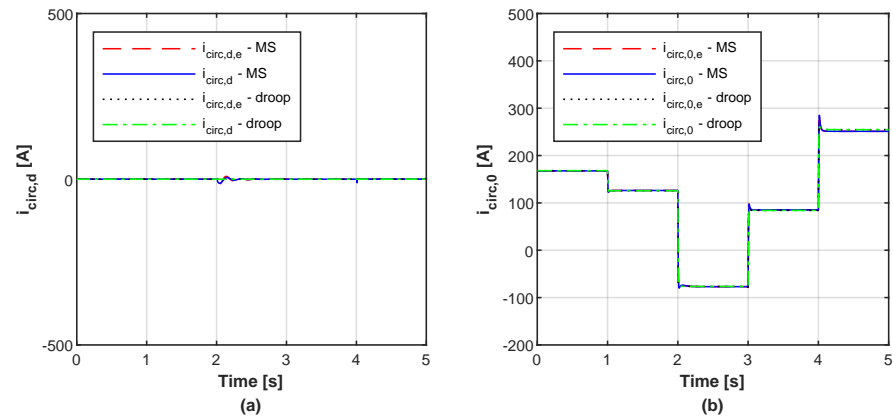 500
i_circ,d,e - MS
i_circ,d - MS
i_circ,d,e - droop
i_circ,d - droop
i_circ,d [A]
0
-500
0 1 2 3 4 5
Time [s]
(a)
500
400
300
200
100
0
-100
-200
i_circ,0,e - MS
i_circ,0 - MS
i_circ,0,e - droop
i_circ,0 - droop
i_circ,0 [A]
0 1 2 3 4 5
Time [s]
(b)